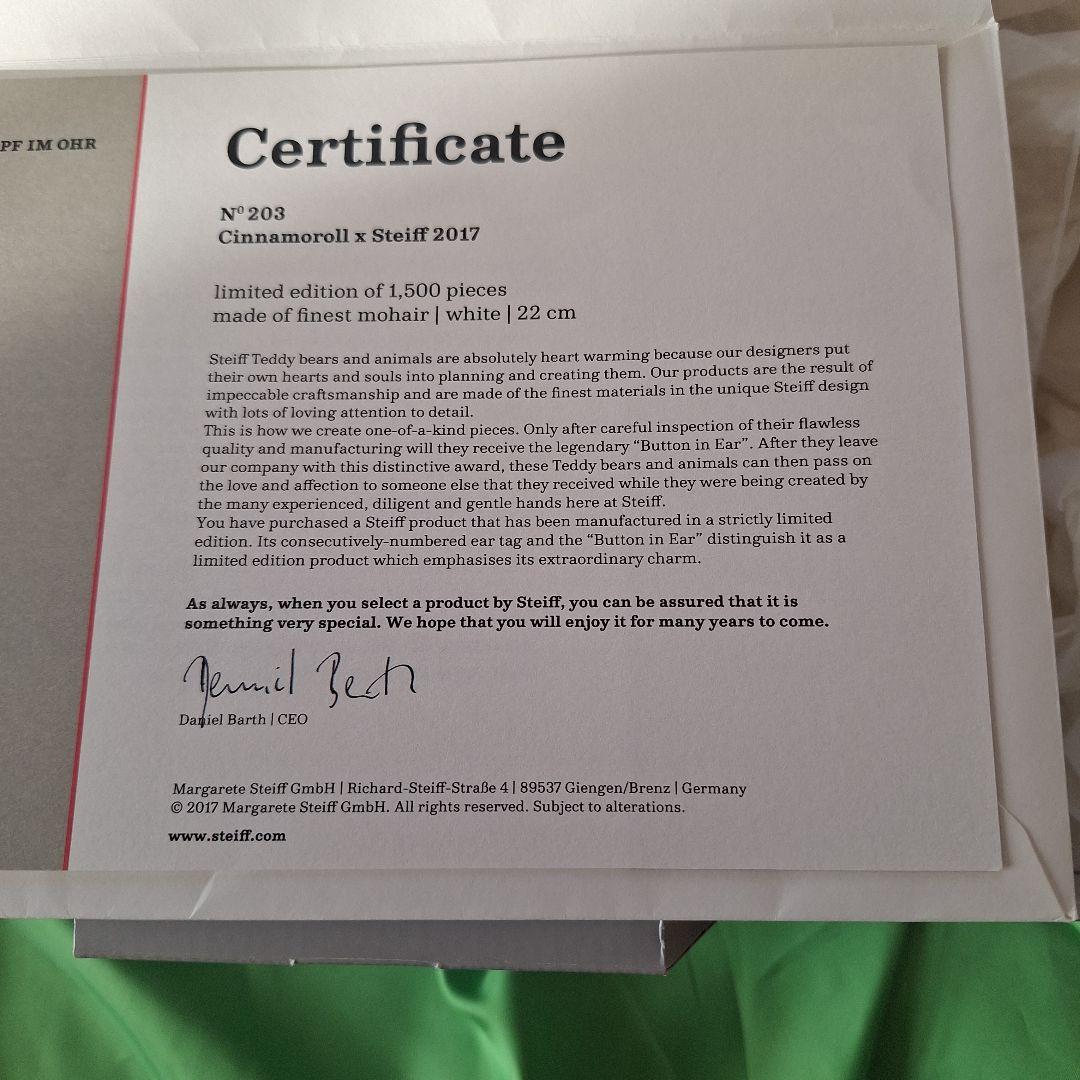 PF IM OHR
Certificate
Nº 203
Cinnamoroll x Steiff 2017
limited edition of 1,500 pieces
made of finest mohair | white | 22 cm
Steiff Teddy bears and animals are absolutely heart warming because our designers put
their own hearts and souls into planning and creating them. Our products are the result of
impeccable craftsmanship and are made of the finest materials in the unique Steiff design
with lots of loving attention to detail.
This is how we create one-of-a-kind pieces. Only after careful inspection of their flawless
quality and manufacturing will they receive the legendary “Button in Ear”. After they leave
our company with this distinctive award, these Teddy bears and animals can then pass on
the love and affection to someone else that they received while they were being created by
the many experienced, diligent and gentle hands here at Steiff.
You have purchased a Steiff product that has been manufactured in a strictly limited
edition. Its consecutively-numbered ear tag and the “Button in Ear” distinguish it as a
limited edition product which emphasises its extraordinary charm.
As always, when you select a product by Steiff, you can be assured that it is
something very special. We hope that you will enjoy it for many years to come.
Daniel Barth
Daniel Barth | CEO
Margarete Steiff GmbH | Richard-Steiff-Straße 4 | 89537 Giengen/Brenz | Germany
© 2017 Margarete Steiff GmbH. All rights reserved. Subject to alterations.
www.steiff.com